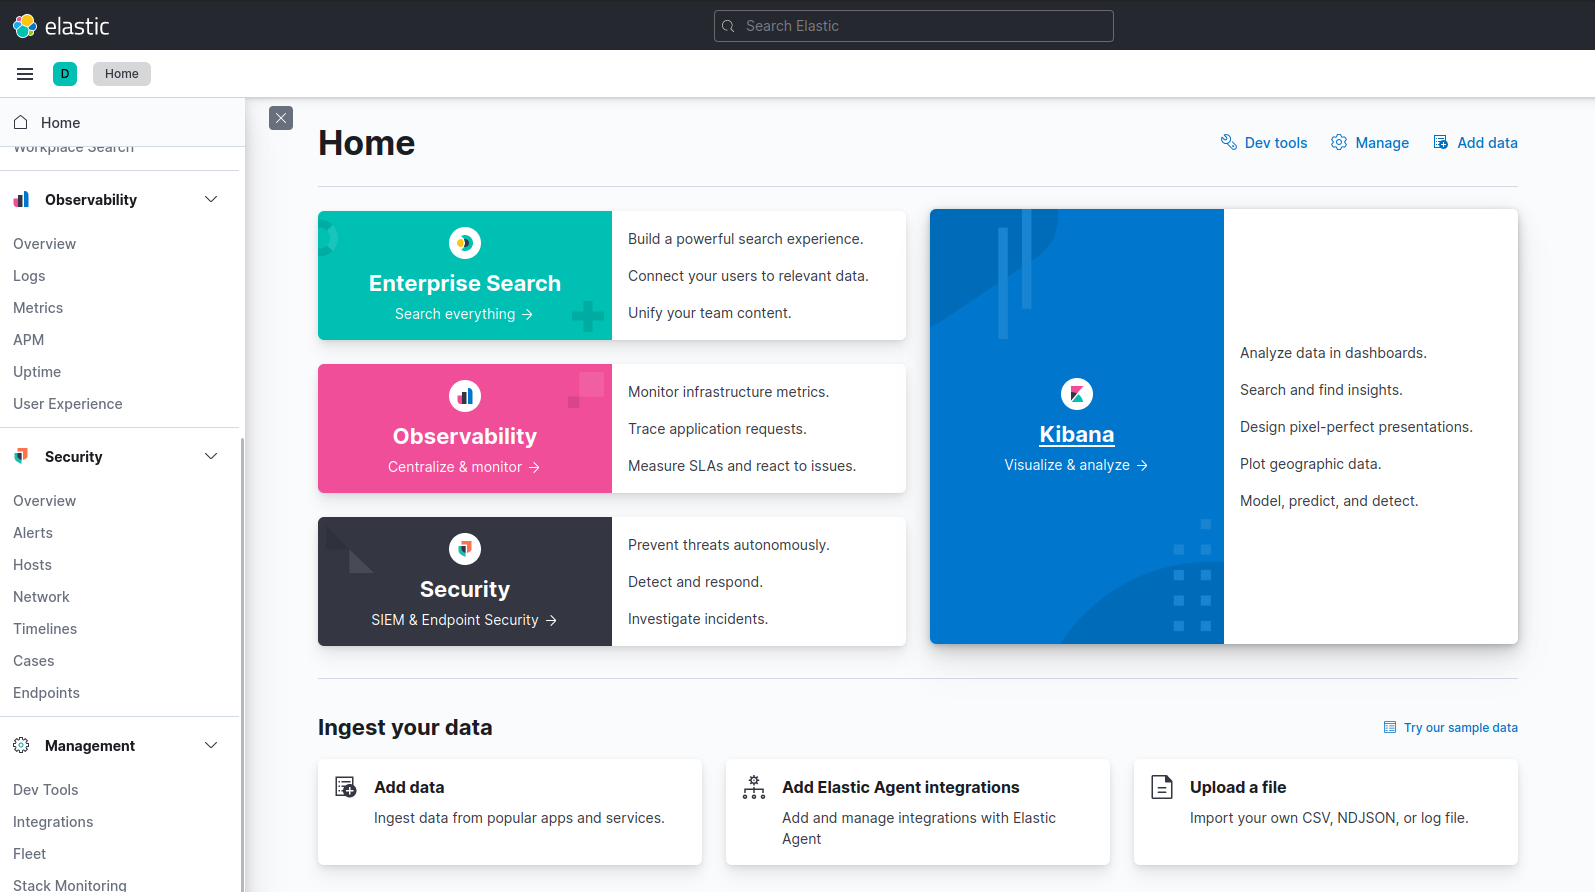 elastic
Search Elastic
D
Home
Home
Workplace Search
Observability
Overview
Logs
Metrics
APM
Uptime
User Experience
Security
Overview
Alerts
Hosts
Network
Timelines
Cases
Endpoints
Management
Dev Tools
Integrations
Fleet
Stack Monitoring
Home
Dev tools
Manage
Add data
Enterprise Search
Search everything →
Build a powerful search experience.
Connect your users to relevant data.
Unify your team content.
Observability
Centralize & monitor →
Monitor infrastructure metrics.
Trace application requests.
Measure SLAs and react to issues.
Security
SIEM & Endpoint Security →
Prevent threats autonomously.
Detect and respond.
Investigate incidents.
Kibana
Visualize & analyze →
Analyze data in dashboards.
Search and find insights.
Design pixel-perfect presentations.
Plot geographic data.
Model, predict, and detect.
Ingest your data
Try our sample data
Add data
Ingest data from popular apps and services.
Add Elastic Agent integrations
Add and manage integrations with Elastic
Agent
Upload a file
Import your own CSV, NDJSON, or log file.